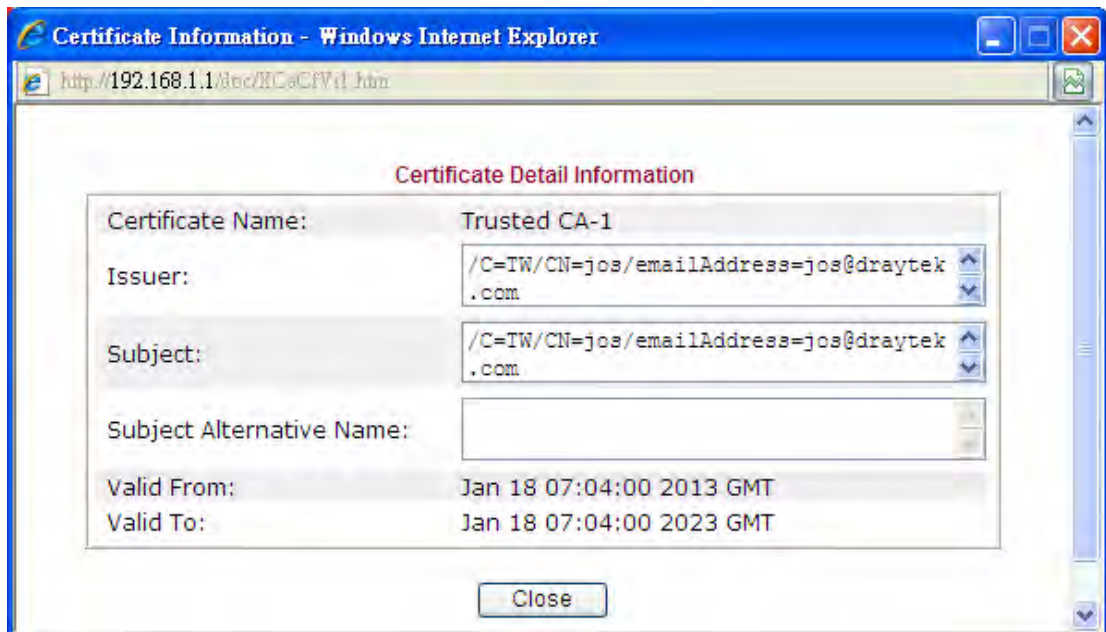 Certificate Information - Windows Internet Explorer
http://192.168.1.1/doc/
Certificate Detail Information
Certificate Name: Trusted CA-1
Issuer: /C=TW/CN=jos/emailAddress=jos@draytek
.com
Subject: /C=TW/CN=jos/emailAddress=jos@draytek
.com
Subject Alternative Name:
Valid From: Jan 18 07:04:00 2013 GMT
Valid To: Jan 18 07:04:00 2023 GMT
Close